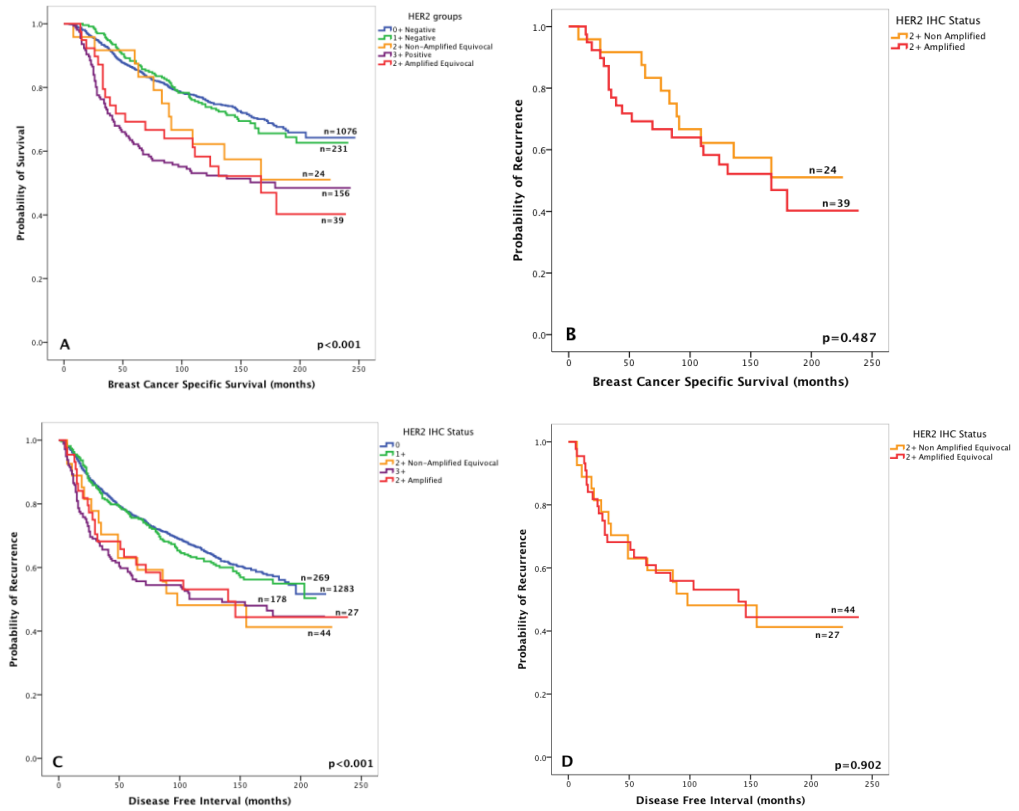 HER2 groups
0+ Negative
1+ Negative
2+ Non-Amplified Equivocal
3+ Positive
2+ Amplified Equivocal
Probability of Survival
1.0
0.8
0.6
0.4
0.2
0.0
n=1076
n=231
n=24
n=156
n=39
A
p<0.001
0 50 100 150 200 250
Breast Cancer Specific Survival (months)
HER2 IHC Status
2+ Non Amplified
2+ Amplified
Probability of Recurrence
1.0
0.8
0.6
0.4
0.2
0.0
n=24
n=39
B
p=0.487
0 50 100 150 200 250
Breast Cancer Specific Survival (months)
HER2 IHC Status
0
1+
2+ Non-Amplified Equivocal
3+
2+ Amplified
Probability of Recurrence
1.0
0.8
0.6
0.4
0.2
0.0
n=269
n=1283
n=178
n=27
n=44
C
p<0.001
0 50 100 150 200 250
Disease Free Interval (months)
HER2 IHC Status
2+ Non Amplified Equivocal
2+ Amplified Equivocal
Probability of Recurrence
1.0
0.8
0.6
0.4
0.2
0.0
n=44
n=27
D
p=0.902
0 50 100 150 200 250
Disease Free Interval (months)